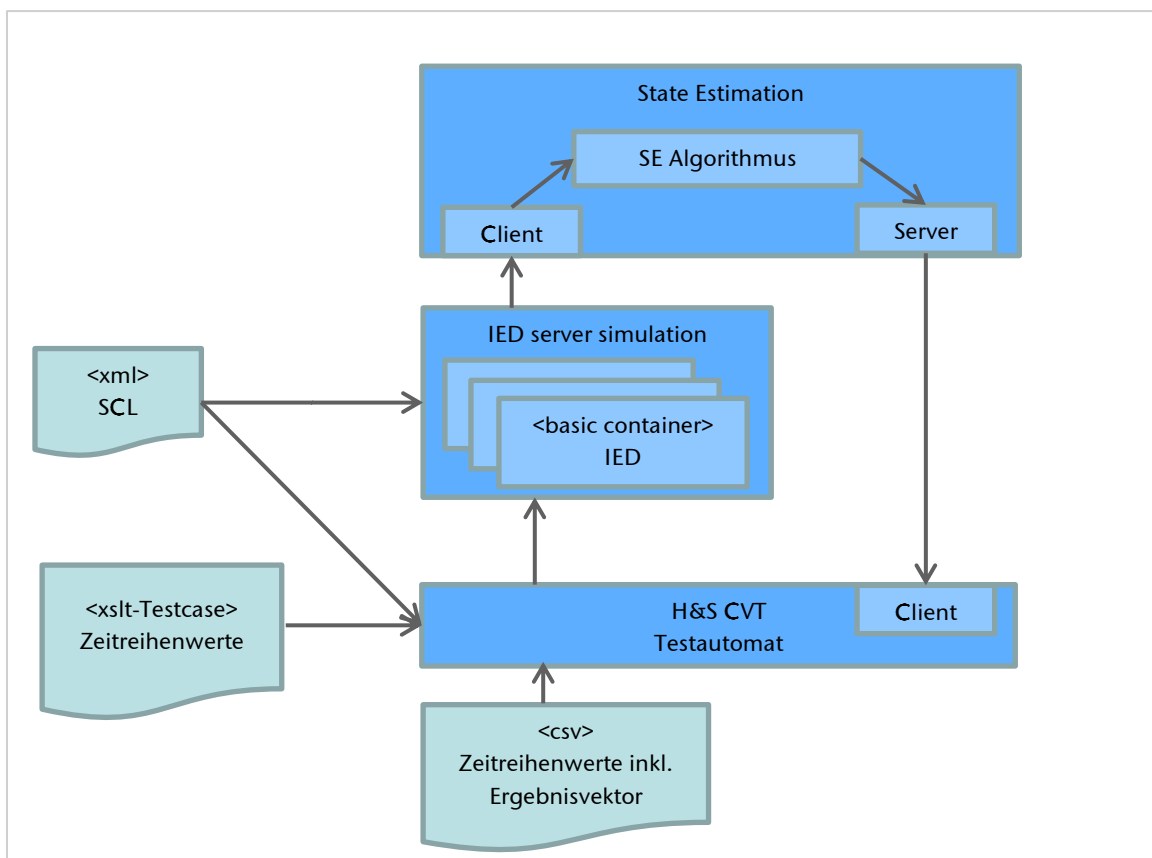 State Estimation
SE Algorithmus
Client
Server
IED server simulation
<xml>
SCL
<basic container>
IED
<xslt-Testcase>
Zeitreihenwerte
H&S CVT
Testautomat
Client
<csv>
Zeitreihenwerte inkl.
Ergebnisvektor